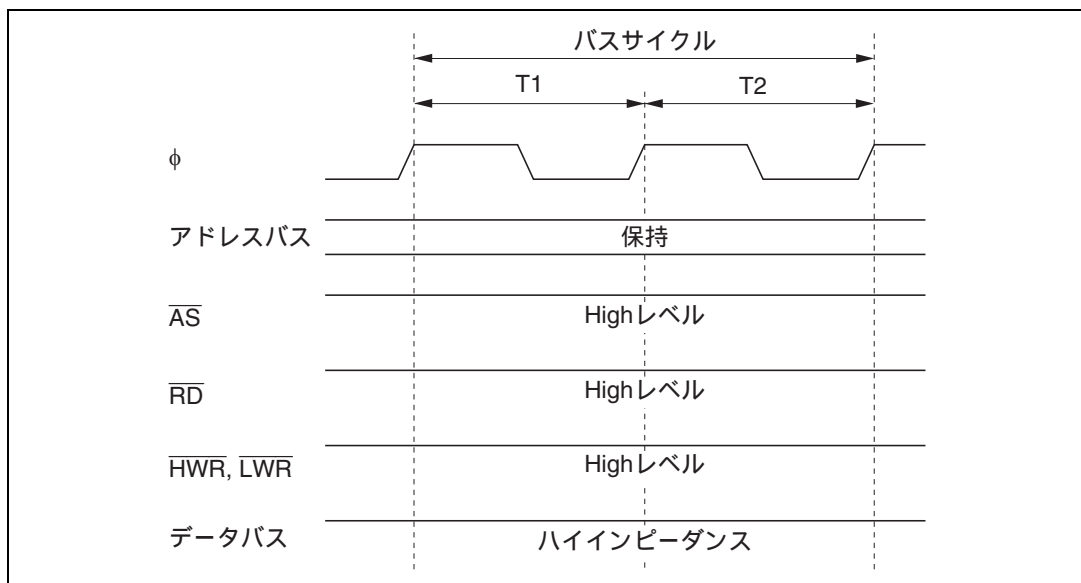 バスサイクル
T1 T2
φ
アドレスバス 保持
AS Highレベル
RD Highレベル
HWR, LWR Highレベル
データバス ハイインピーダンス